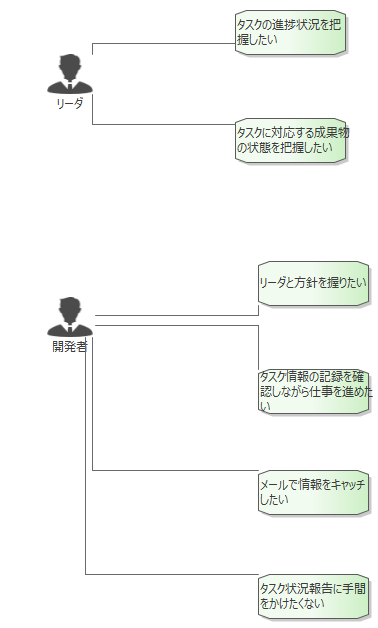 タスクの進捗状況を把
握したい
リーダ
タスクに対応する成果物
の状態を把握したい
リーダと方針を握りたい
開発者
タスク情報の記録を確
認しながら仕事を進めた
い
メールで情報をキャッチ
したい
タスク状況報告に手間
をかけたくない